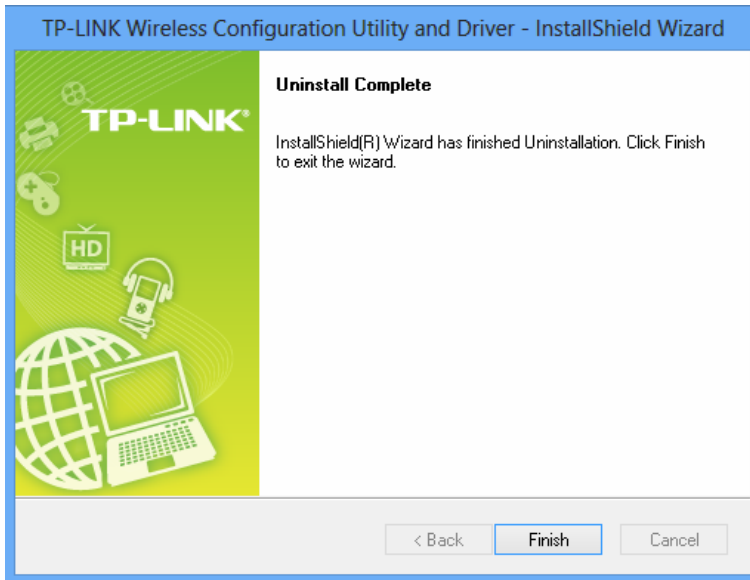 TP-LINK Wireless Configuration Utility and Driver - InstallShield Wizard
TP-LINK®
Uninstall Complete
InstallShield(R) Wizard has finished Uninstallation. Click Finish
to exit the wizard.
HD
< Back
Finish
Cancel